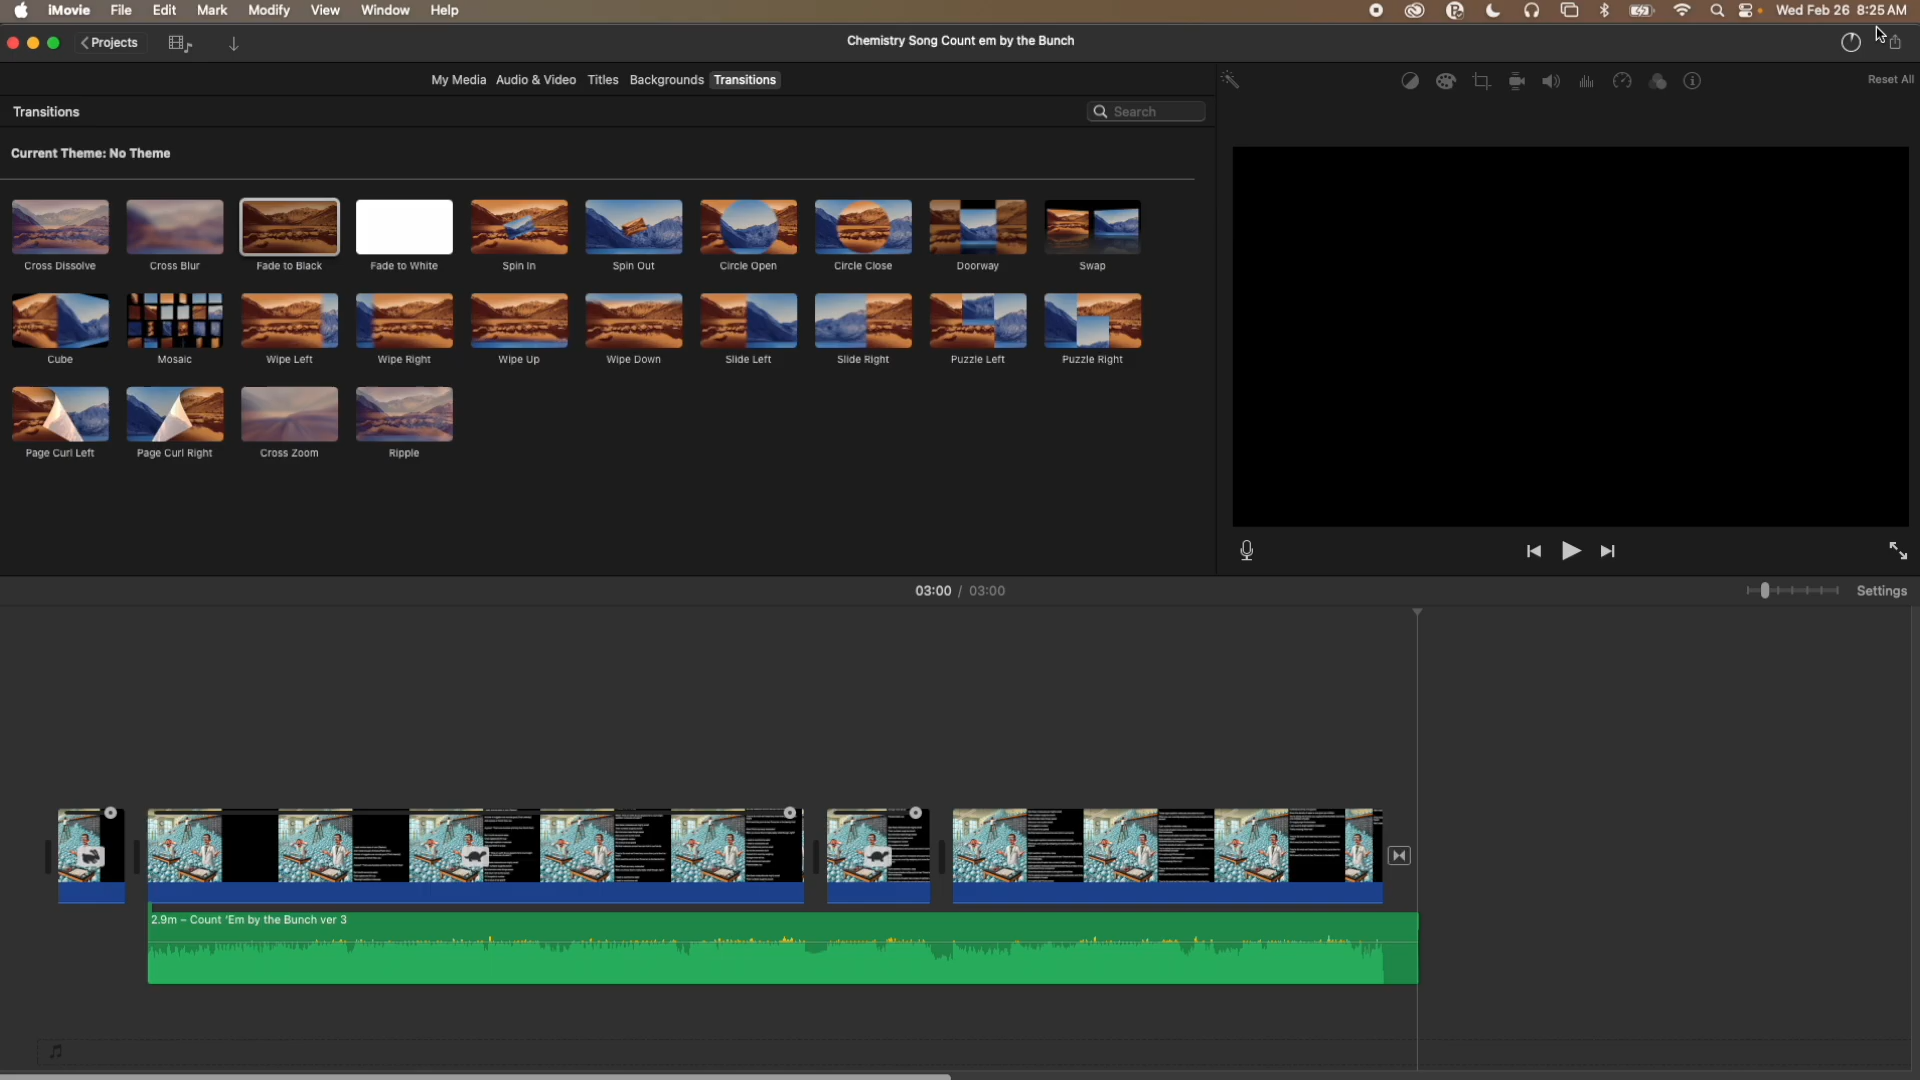 iMovie File Edit Mark Modify View Window Help Wed Feb 26 8:25 AM
Projects
Chemistry Song Count em by the Bunch
My Media Audio & Video Titles Backgrounds Transitions
Reset All
Transitions
Search
Current Theme: No Theme
Cross Dissolve Cross Blur Fade to Black Fade to White Spin In Spin Out Circle Open Circle Close Doorway Swap
Cube Mosaic Wipe Left Wipe Right Wipe Up Wipe Down Slide Left Slide Right Puzzle Left Puzzle Right
Page Curl Left Page Curl Right Cross Zoom Ripple
03:00 / 03:00
Settings
2.9m – Count 'Em by the Bunch ver 3